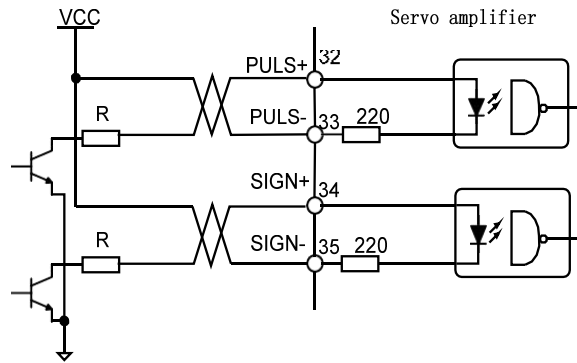 VCC
Servo amplifier
PULS+
32
R
PULS-
33
220
SIGN+
34
R
SIGN-
35
220